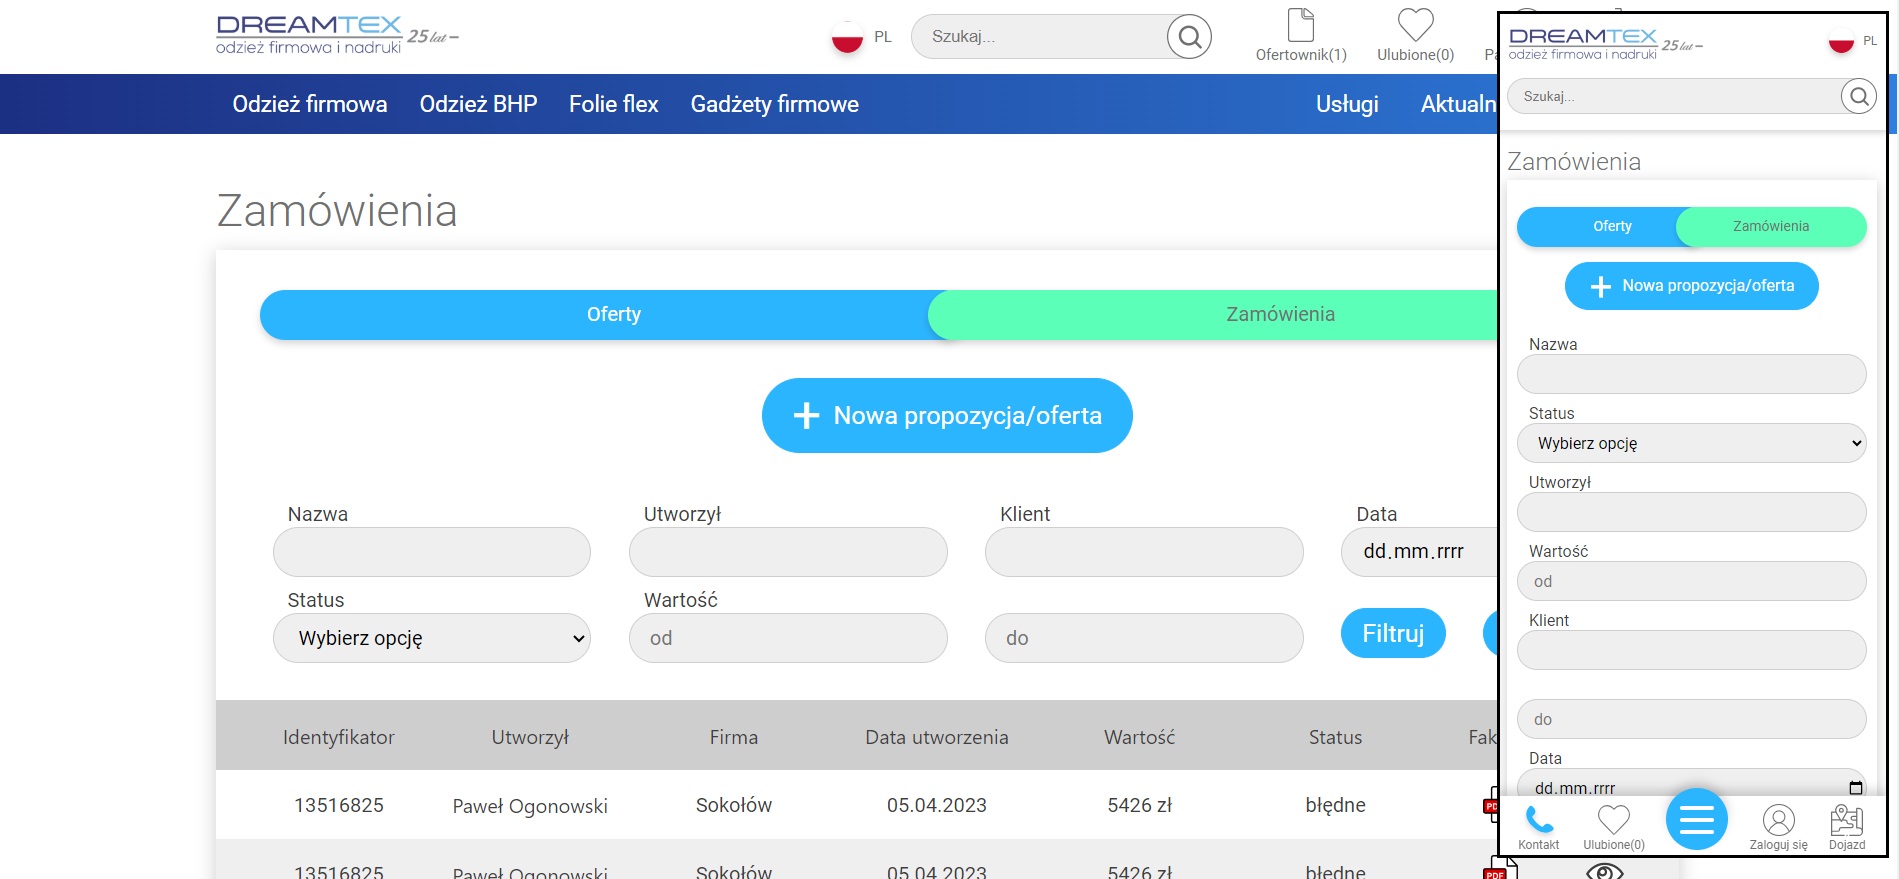 DREAMTEX
odzież firmowa i nadruki
25 lat
PL
Szukaj...
Ofertownik(1)
Ulubione(0)
Odzież firmowa
Odzież BHP
Folie flex
Gadżety firmowe
Usługi
Aktualn
Zamówienia
Oferty
Zamówienia
Nowa propozycja/oferta
Nazwa
Utworzył
Klient
Data
dd.mm.rrrr
Status
Wartość
Wybierz opcję
od
do
Filtruj
Identyfikator
Utworzył
Firma
Data utworzenia
Wartość
Status
Fak
13516825
Paweł Ogonowski
Sokołów
05.04.2023
5426 zł
błędne
PDF
13516825
Paweł Ogonowski
Sokołów
05.04.2023
5426 zł
błędne
PDF
DREAMTEX
odzież firmowa i nadruki
25 lat
PL
Szukaj...
Zamówienia
Oferty
Zamówienia
Nowa propozycja/oferta
Nazwa
Status
Wybierz opcję
Utworzył
Wartość
od
Klient
do
Data
dd.mm.rrrr
Kontakt
Ulubione(0)
Zaloguj się
Dojazd